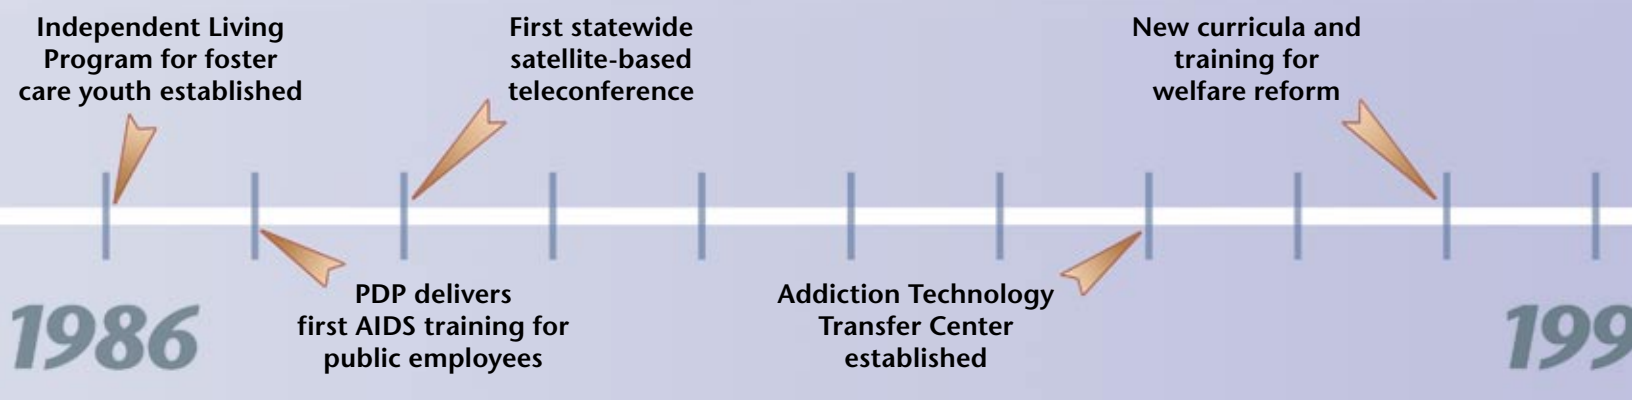 Independent Living
Program for foster
care youth established
First statewide
satellite-based
teleconference
New curricula and
training for
welfare reform
PDP delivers
first AIDS training for
public employees
Addiction Technology
Transfer Center
established
1986